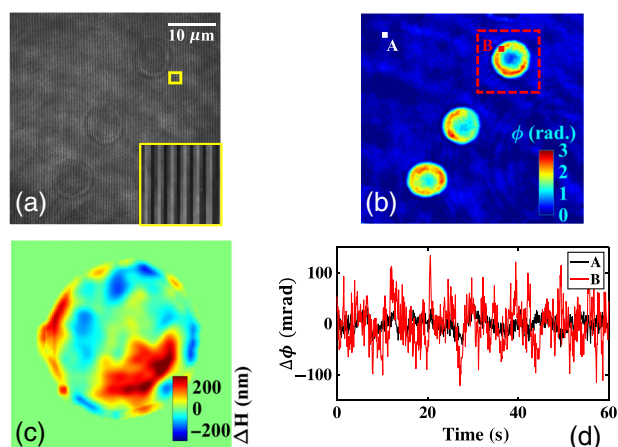 10 μm
(a)
A
B
ϕ (rad.)
3
2
1
0
(b)
200
0
-200
ΔH (nm)
(c)
A
B
100
0
-100
Δϕ (mrad)
0 20 40 60
Time (s)
(d)